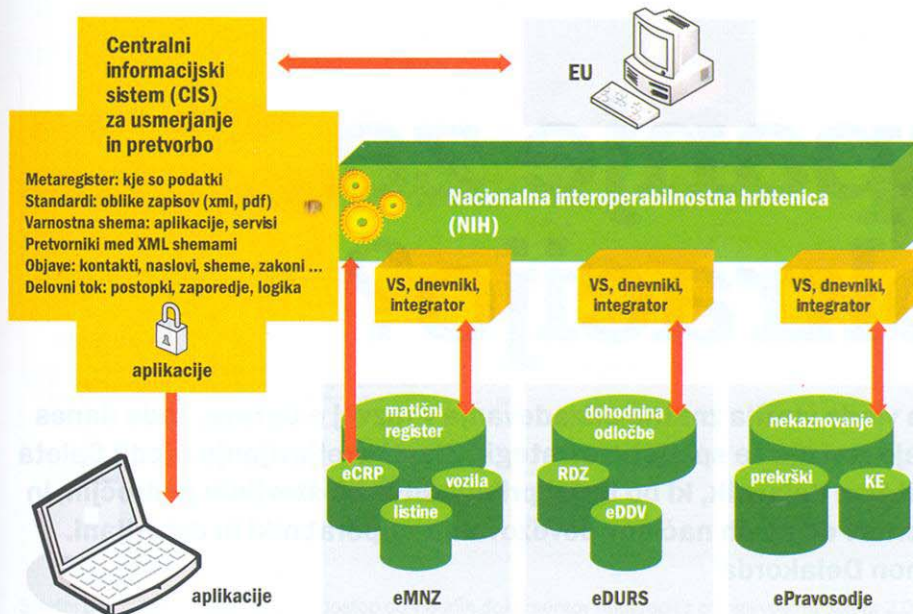 Centralni
informacijski
sistem (CIS)
za usmerjanje
in pretvorbo
EU
Metaregister: kje so podatki
Standardi: oblike zapisov (xml, pdf)
Varnostna shema: aplikacije, servisi
Pretvorniki med XML shemami
Objave: kontakti, naslovi, sheme, zakoni ...
Delovni tok: postopki, zaporedje, logika
aplikacije
Nacionalna interoperabilnostna hrbtenica
(NIH)
VS, dnevniki,
integrator
VS, dnevniki,
integrator
VS, dnevniki,
integrator
matični
register
eCRP
vozila
listine
eMNZ
dohodnina
odločbe
RDZ
eDDV
eDURS
nekaznovanje
prekrški
KE
ePravosodje
aplikacije